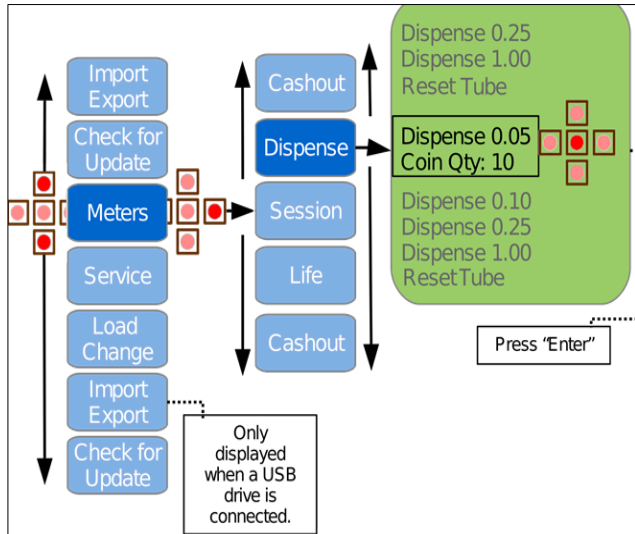 Import
Export
Check for
Update
Meters
Service
Load
Change
Import
Export
Check for
Update
Only
displayed
when a USB
drive is
connected.
Cashout
Dispense
Session
Life
Cashout
Dispense 0.25
Dispense 1.00
Reset Tube
Dispense 0.05
Coin Qty: 10
Dispense 0.10
Dispense 0.25
Dispense 1.00
Reset Tube
Press “Enter”